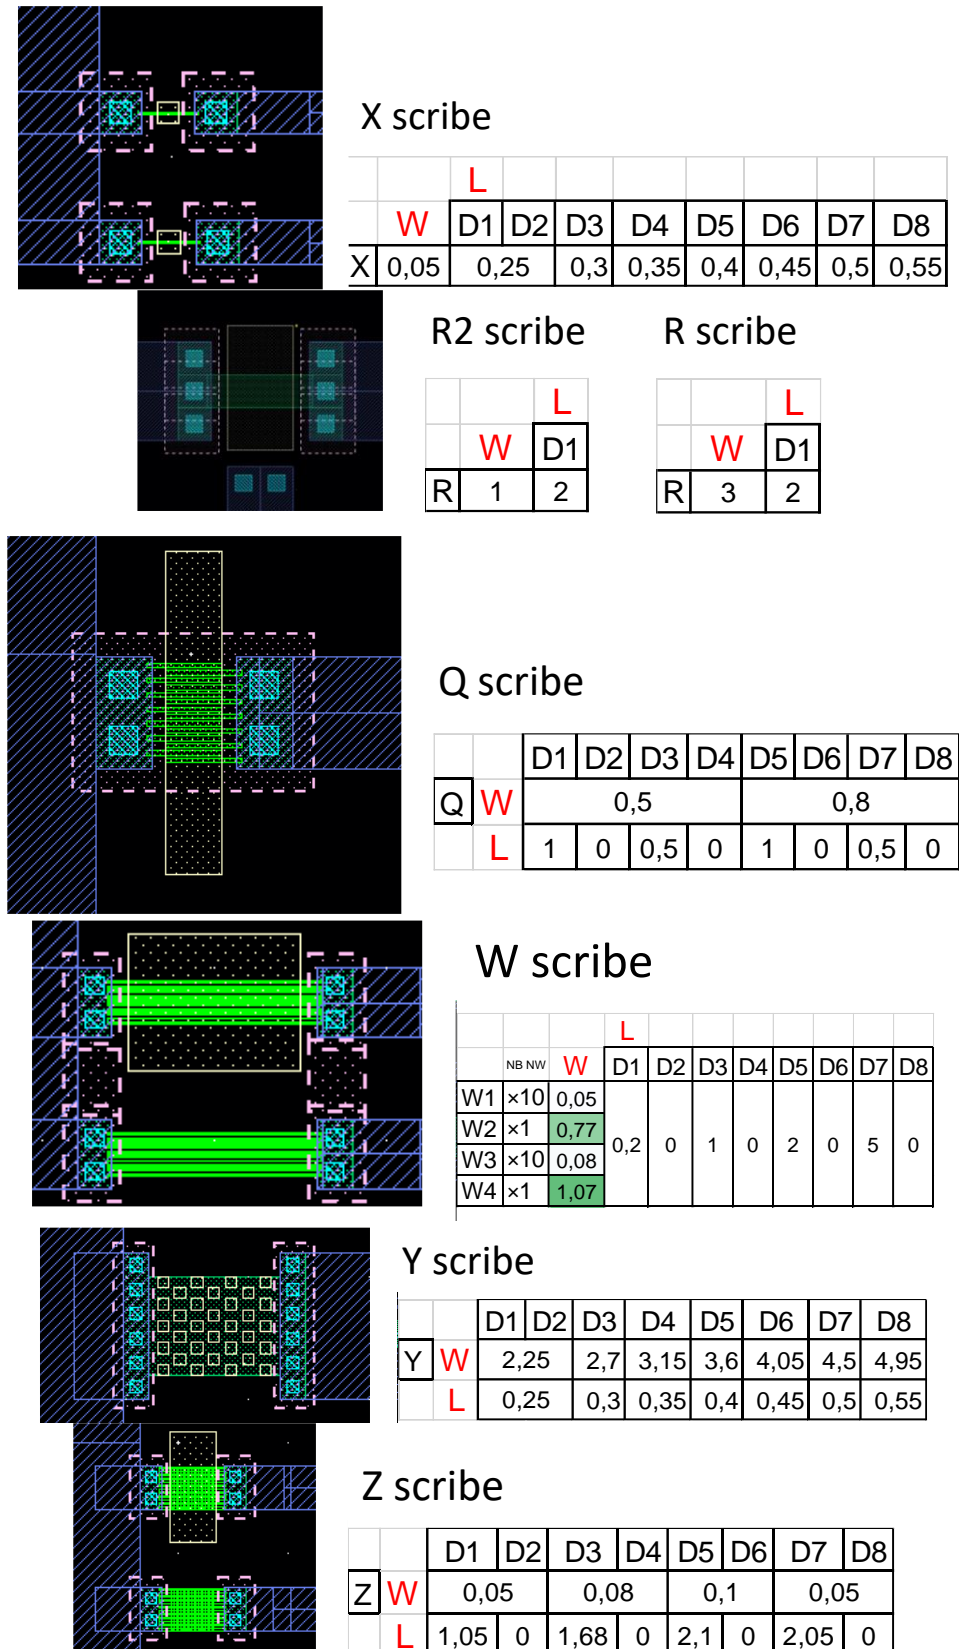 X scribe
L
W D1 D2 D3 D4 D5 D6 D7 D8
X 0,05 0,25 0,3 0,35 0,4 0,45 0,5 0,55
R2 scribe
L
W D1
R 1 2
R scribe
L
W D1
R 3 2
Q scribe
D1 D2 D3 D4 D5 D6 D7 D8
Q W 0,5 0,8
L 1 0 0,5 0 1 0 0,5 0
W scribe
L
NB NW W D1 D2 D3 D4 D5 D6 D7 D8
W1 ×10 0,05
W2 ×1 0,77
0,2 0 1 0 2 0 5 0
W3 ×10 0,08
W4 ×1 1,07
Y scribe
D1 D2 D3 D4 D5 D6 D7 D8
Y W 2,25 2,7 3,15 3,6 4,05 4,5 4,95
L 0,25 0,3 0,35 0,4 0,45 0,5 0,55
Z scribe
D1 D2 D3 D4 D5 D6 D7 D8
Z W 0,05 0,08 0,1 0,05
L 1,05 0 1,68 0 2,1 0 2,05 0